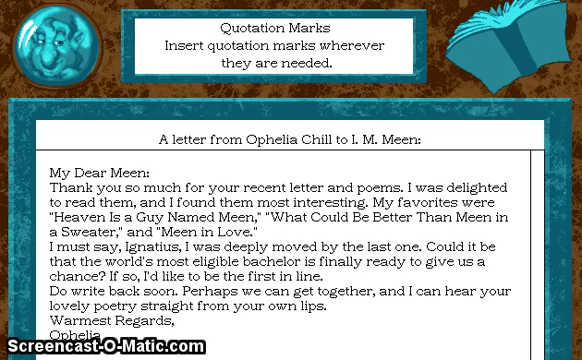 Quotation Marks
Insert quotation marks wherever
they are needed.
A letter from Ophelia Chill to I. M. Meen:
My Dear Meen:
Thank you so much for your recent letter and poems. I was delighted
to read them, and I found them most interesting. My favorites were
"Heaven Is a Guy Named Meen," "What Could Be Better Than Meen in
a Sweater," and "Meen in Love."
I must say, Ignatius, I was deeply moved by the last one. Could it be
that the world's most eligible bachelor is finally ready to give us a
chance? If so, I'd like to be the first in line.
Do write back soon. Perhaps we can get together, and I can hear your
lovely poetry straight from your own lips.
Warmest Regards,
Ophelia
Screencast-O-Matic.com